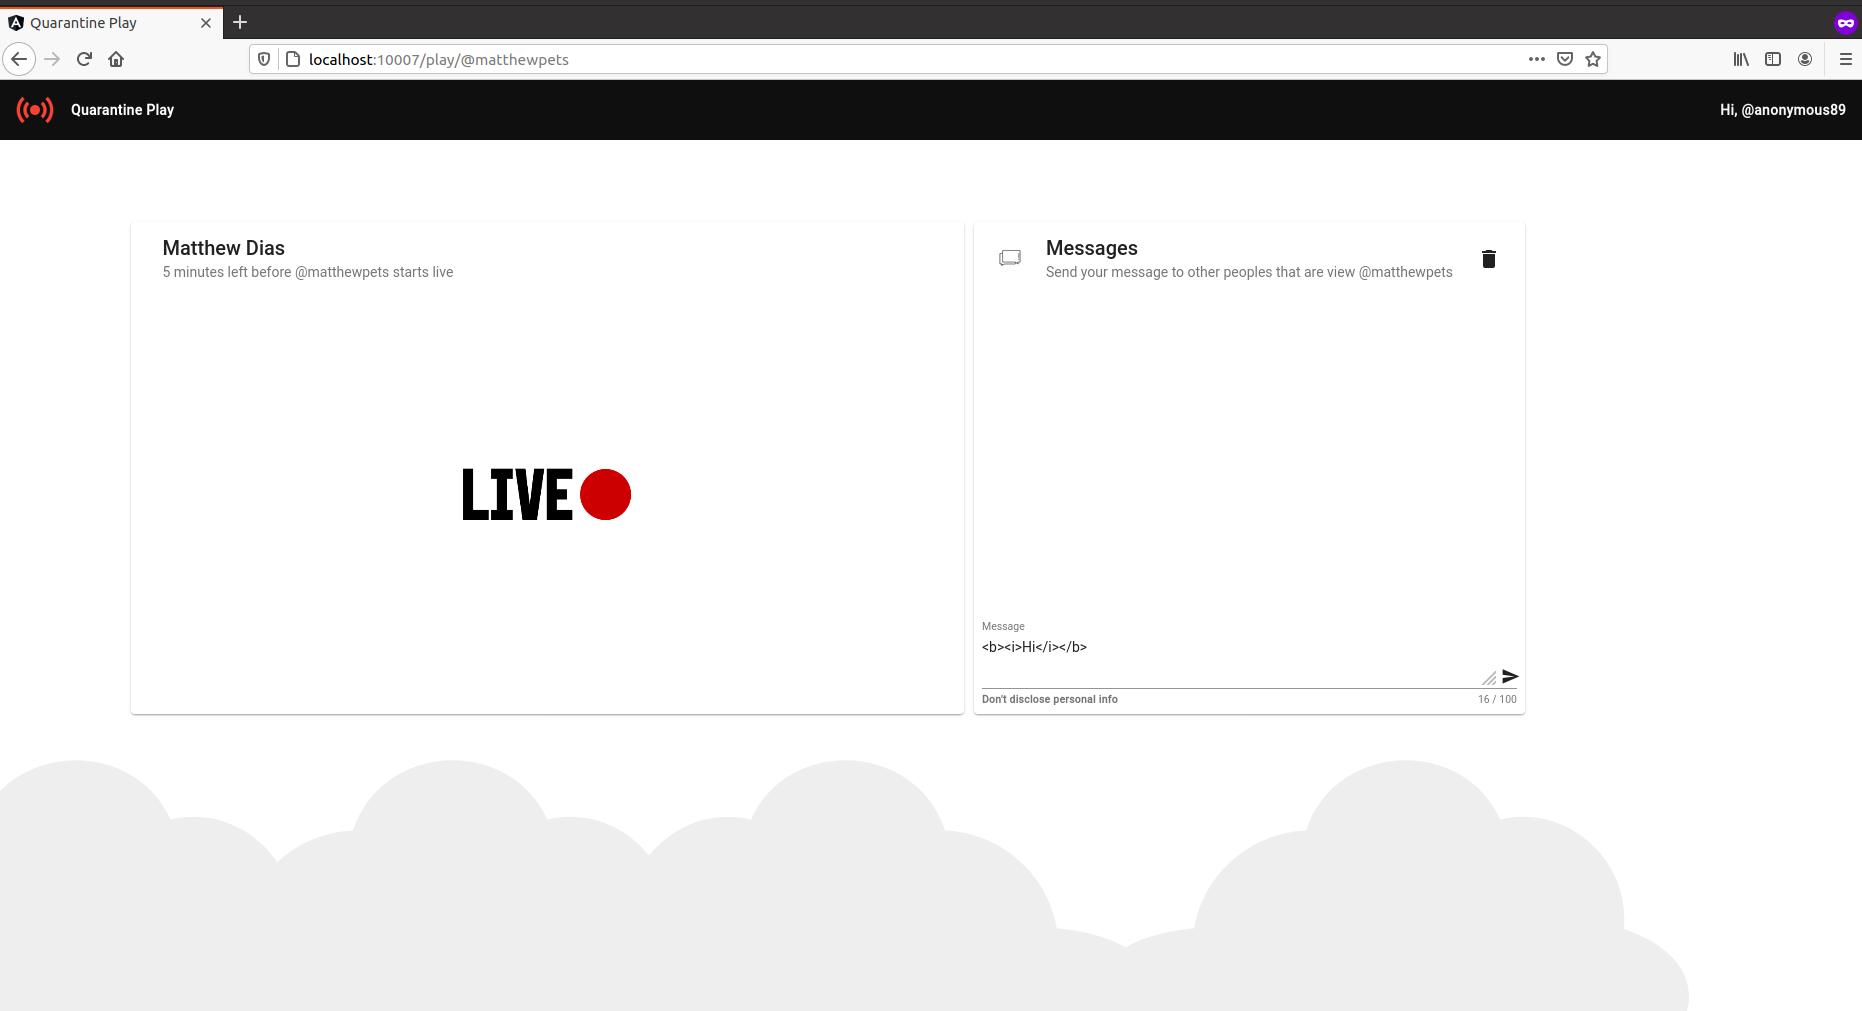 Quarantine Play
localhost:10007/play/@matthewpets
Quarantine Play
Hi, @anonymous89
Matthew Dias
5 minutes left before @matthewpets starts live
LIVE
Messages
Send your message to other peoples that are view @matthewpets
Message
<b><i>Hi</i></b>
Don't disclose personal info
16 / 100